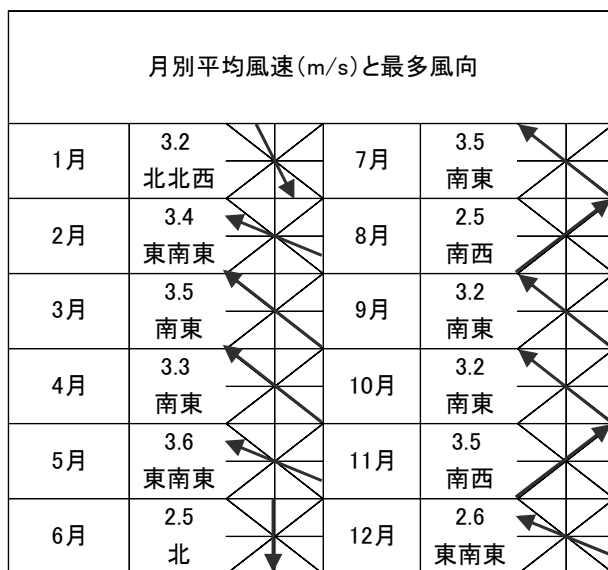 月別平均風速(m/s)と最多風向
1月
3.2
北北西
7月
3.5
南東
2月
3.4
東南東
8月
2.5
南西
3月
3.5
南東
9月
3.2
南東
4月
3.3
南東
10月
3.2
南東
5月
3.6
東南東
11月
3.5
南西
6月
2.5
北
12月
2.6
東南東